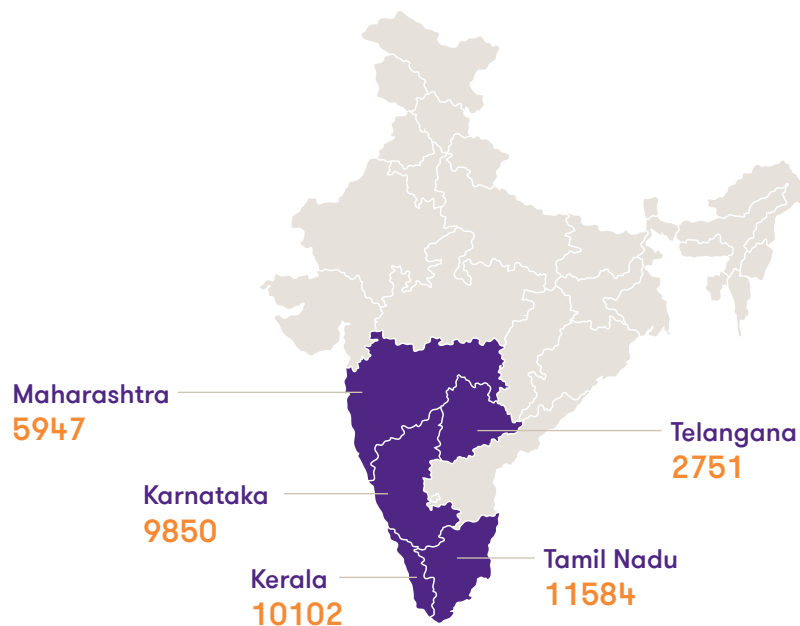 Maharashtra
5947
Telangana
2751
Karnataka
9850
Tamil Nadu
11584
Kerala
10102